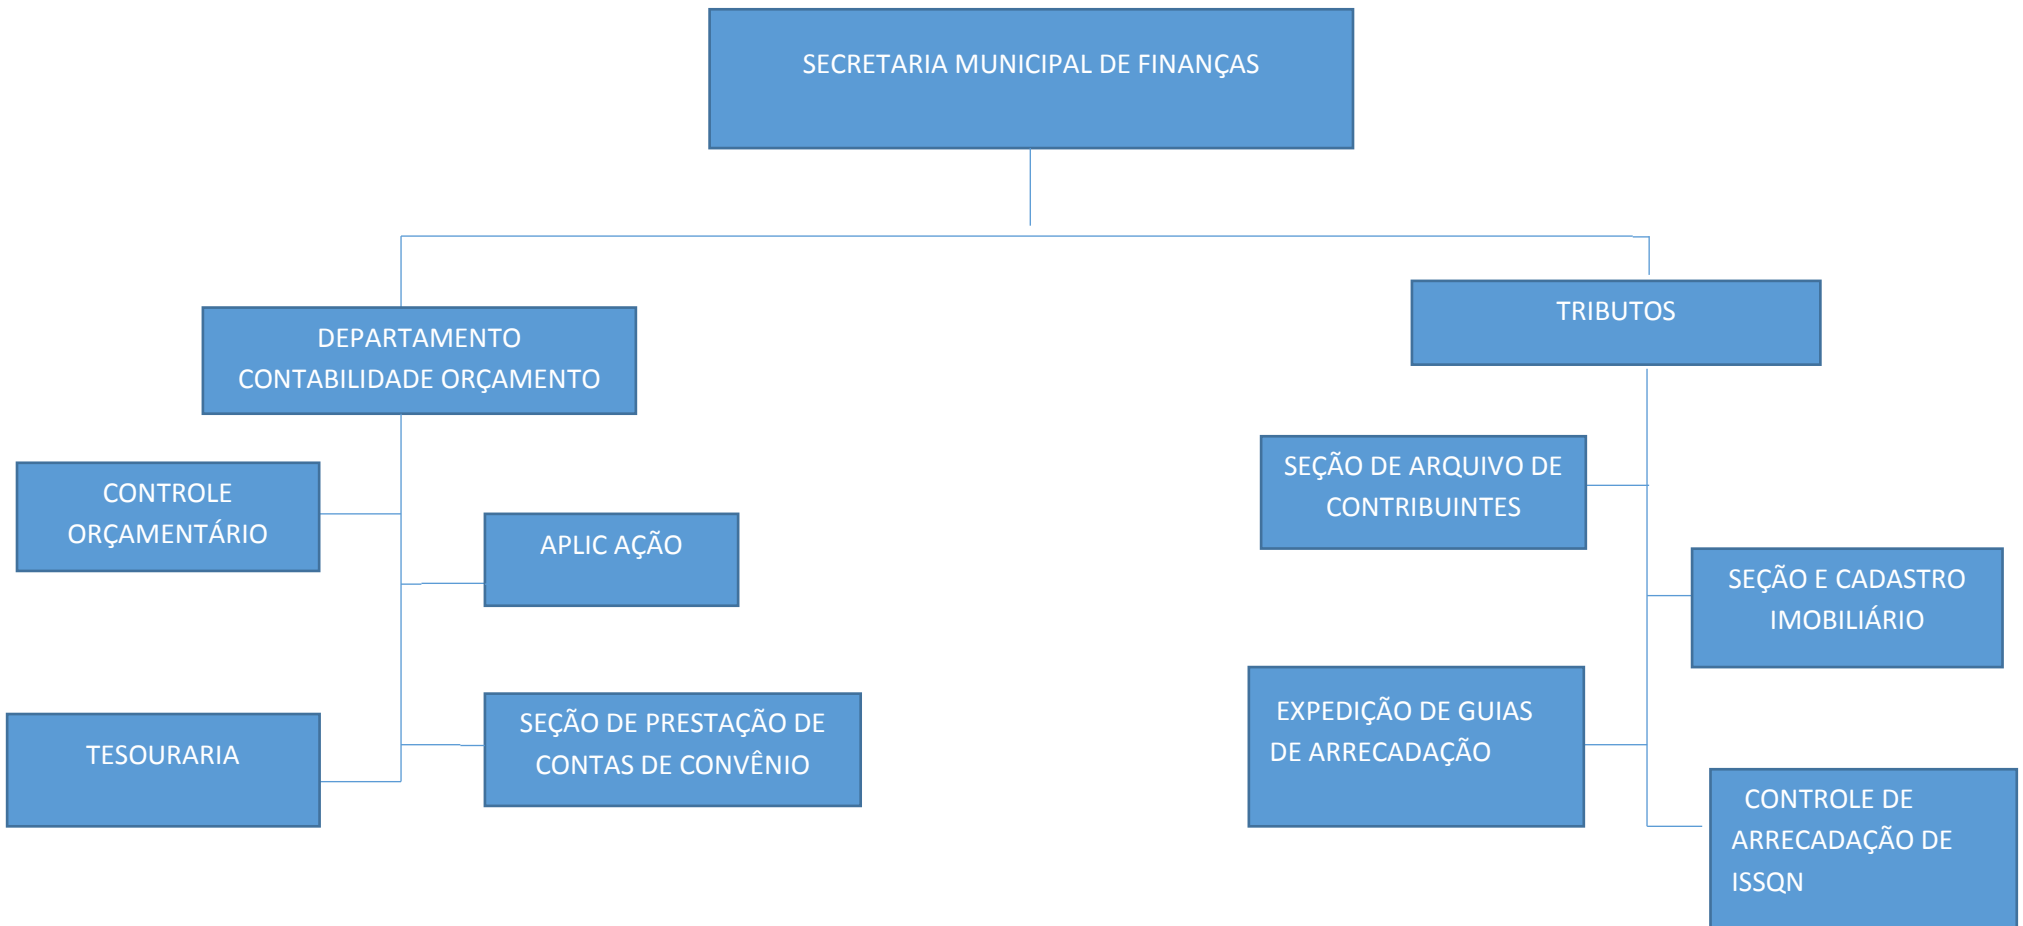 SECRETARIA MUNICIPAL DE FINANÇAS
DEPARTAMENTO
CONTABILIDADE ORÇAMENTO
CONTROLE
ORÇAMENTÁRIO
APLIC AÇÃO
TESOURARIA
SEÇÃO DE PRESTAÇÃO DE
CONTAS DE CONVÊNIO
TRIBUTOS
SEÇÃO DE ARQUIVO DE
CONTRIBUINTES
SEÇÃO E CADASTRO
IMOBILIÁRIO
EXPEDIÇÃO DE GUIAS
DE ARRECADAÇÃO
CONTROLE DE
ARRECADAÇÃO DE
ISSQN